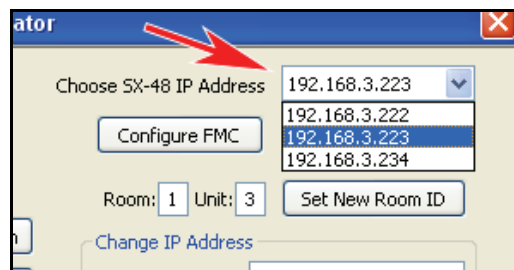 ator
Choose SX-48 IP Address 192.168.3.223
192.168.3.222
Configure FMC 192.168.3.223
192.168.3.234
Room: 1 Unit: 3 Set New Room ID
Change IP Address